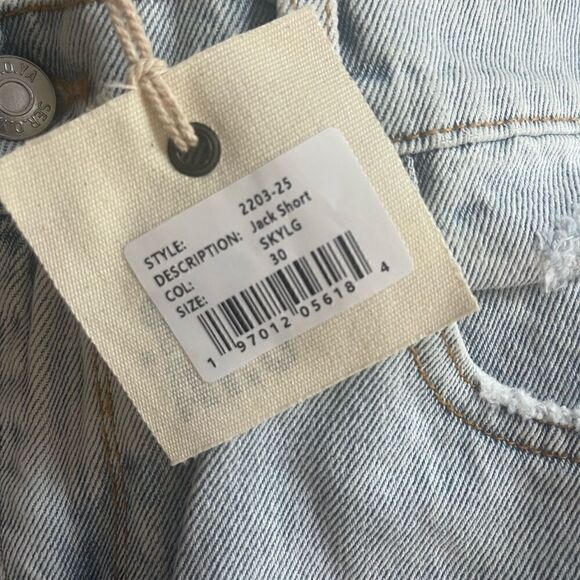 STYLE: 2203-25
DESCRIPTION: Jack Short
COL: SKYLG
SIZE: 30
1 97012 05618 4